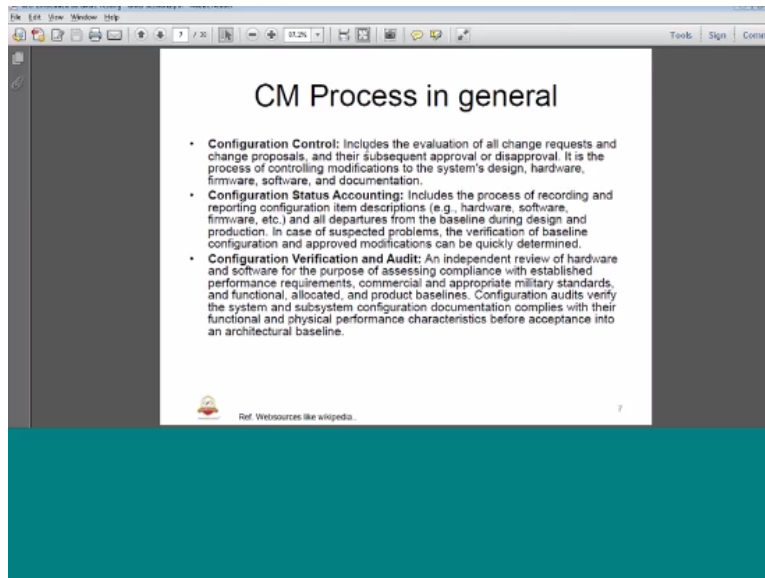 File Edit View Window Help
7 / 30
Tools Sign Comm
CM Process in general
• Configuration Control: Includes the evaluation of all change requests and
change proposals, and their subsequent approval or disapproval. It is the
process of controlling modifications to the system's design, hardware,
firmware, software, and documentation.
• Configuration Status Accounting: Includes the process of recording and
reporting configuration item descriptions (e.g., hardware, software,
firmware, etc.) and all departures from the baseline during design and
production. In case of suspected problems, the verification of baseline
configuration and approved modifications can be quickly determined.
• Configuration Verification and Audit: An independent review of hardware
and software for the purpose of assessing compliance with established
performance requirements, commercial and appropriate military standards,
and functional, allocated, and product baselines. Configuration audits verify
the system and subsystem configuration documentation complies with their
functional and physical performance characteristics before acceptance into
an architectural baseline.
Ref. Websources like wikipedia..
7